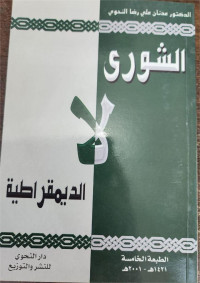 الدكتور عدنان علي رضا النحوي
الشورى
لا
الديمقراطية
الطبعة الخامسة
١٤٢١هـ - ٢٠٠١م
دار النحوي
للنشر والتوزيع